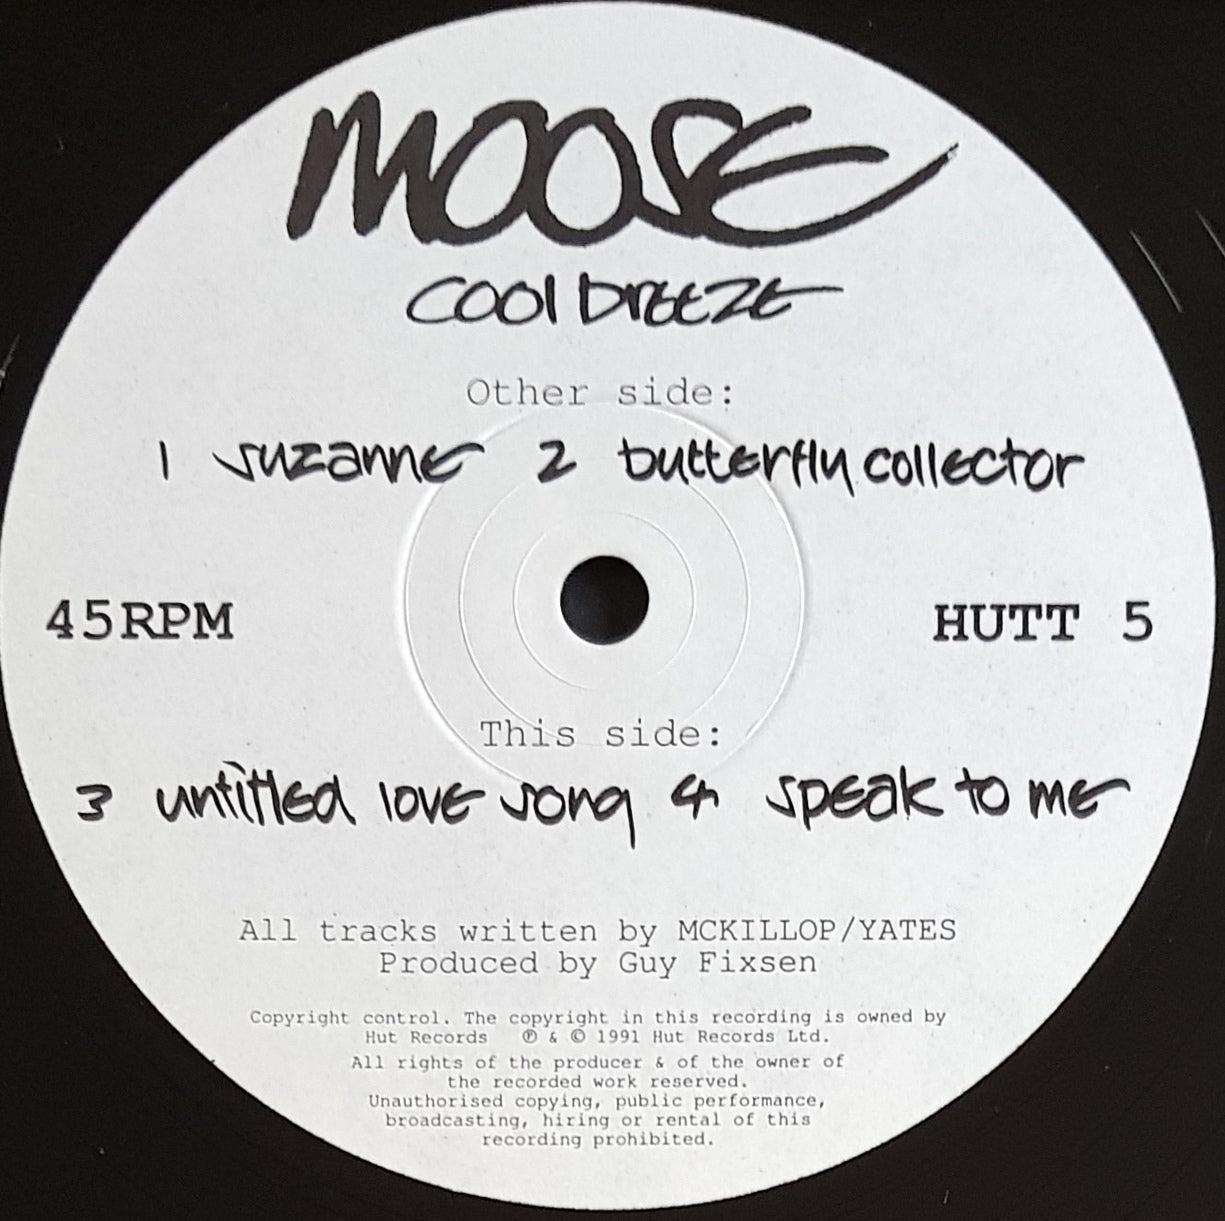 MOOSE
cool breeze
Other side:
1 suzanne 2 butterfly collector
45RPM HUTT 5
This side:
3 untitled love song 4 speak to me
All tracks written by MCKILLOP/YATES
Produced by Guy Fixsen
Copyright control. The copyright in this recording is owned by
Hut Records ℗ & © 1991 Hut Records Ltd.
All rights of the producer & of the owner of
the recorded work reserved.
Unauthorised copying, public performance,
broadcasting, hiring or rental of this
recording prohibited.